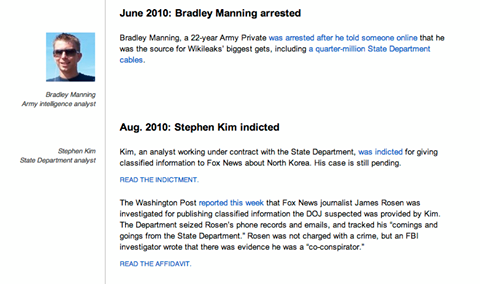 June 2010: Bradley Manning arrested
Bradley Manning, a 22-year Army Private was arrested after he told someone online that he
was the source for Wikileaks' biggest gets, including a quarter-million State Department
cables.
Bradley Manning
Army intelligence analyst
Aug. 2010: Stephen Kim indicted
Stephen Kim
State Department analyst
Kim, an analyst working under contract with the State Department, was indicted for giving
classified information to Fox News about North Korea. His case is still pending.
READ THE INDICTMENT.
The Washington Post reported this week that Fox News journalist James Rosen was
investigated for publishing classified information the DOJ suspected was provided by Kim.
The Department seized Rosen's phone records and emails, and tracked his "comings and
goings from the State Department." Rosen was not charged with a crime, but an FBI
investigator wrote that there was evidence he was a "co-conspirator."
READ THE AFFIDAVIT.